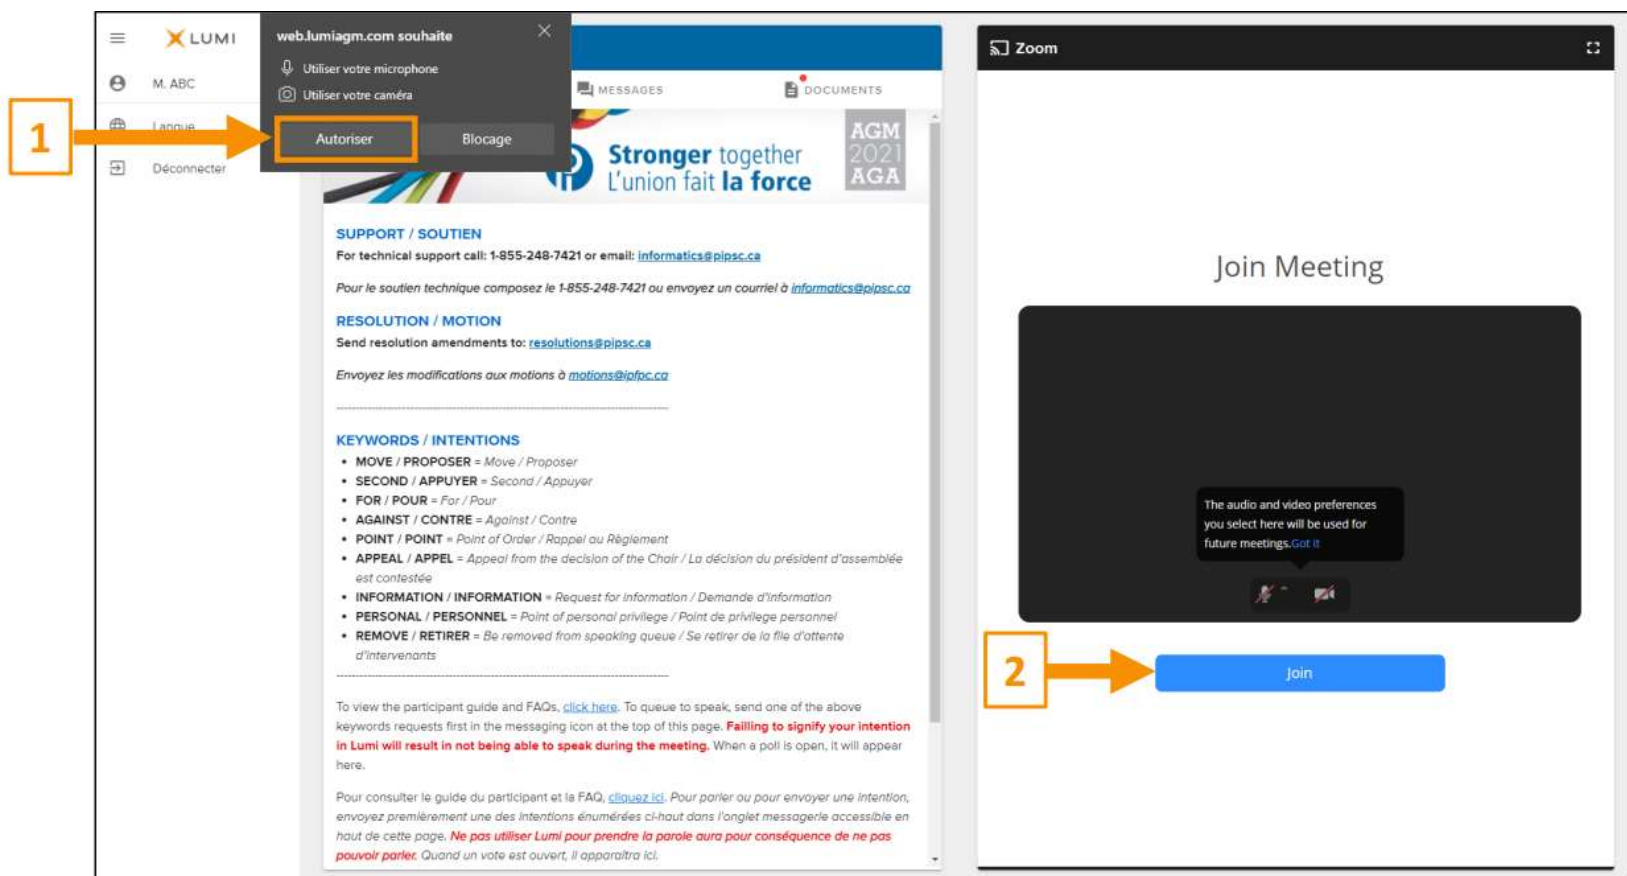 LUMI
M. ABC
Langue
Déconnecter
1
web.lumiagm.com souhaite
Utiliser votre microphone
Utiliser votre caméra
Autoriser
Blocage
MESSAGES
DOCUMENTS
Stronger together
L'union fait la force
AGM
2021
AGA
SUPPORT / SOUTIEN
For technical support call: 1-855-248-7421 or email: informatics@pipsc.ca
Pour le soutien technique composez le 1-855-248-7421 ou envoyez un courriel à informatics@pipsc.ca
RESOLUTION / MOTION
Send resolution amendments to: resolutions@pipsc.ca
Envoyez les modifications aux motions à motions@ipfpc.ca
KEYWORDS / INTENTIONS
• MOVE / PROPOSER = Move / Proposer
• SECOND / APPUYER = Second / Appuyer
• FOR / POUR = For / Pour
• AGAINST / CONTRE = Against / Contre
• POINT / POINT = Point of Order / Rappel au Règlement
• APPEAL / APPEL = Appeal from the decision of the Chair / La décision du président d'assemblée
est contestée
• INFORMATION / INFORMATION = Request for information / Demande d'information
• PERSONAL / PERSONNEL = Point of personal privilege / Point de privilege personnel
• REMOVE / RETIRER = Be removed from speaking queue / Se retirer de la file d'attente
d'intervenants
To view the participant guide and FAQs, click here. To queue to speak, send one of the above
keywords requests first in the messaging icon at the top of this page. Failling to signify your intention
in Lumi will result in not being able to speak during the meeting. When a poll is open, it will appear
here.
Pour consulter le guide du participant et la FAQ, cliquez ici. Pour parler ou pour envoyer une intention,
envoyez premièrement une des intentions énumérées ci-haut dans l'onglet messagerie accessible en
haut de cette page. Ne pas utiliser Lumi pour prendre la parole aura pour conséquence de ne pas
pouvoir parler. Quand un vote est ouvert, il apparaîtra ici.
Zoom
Join Meeting
The audio and video preferences
you select here will be used for
future meetings.Got it
2
Join